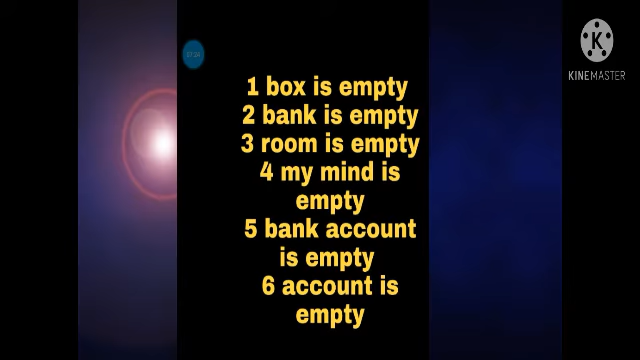 1 box is empty
2 bank is empty
3 room is empty
4 my mind is
empty
5 bank account
is empty
6 account is
empty
K
KINEMASTER